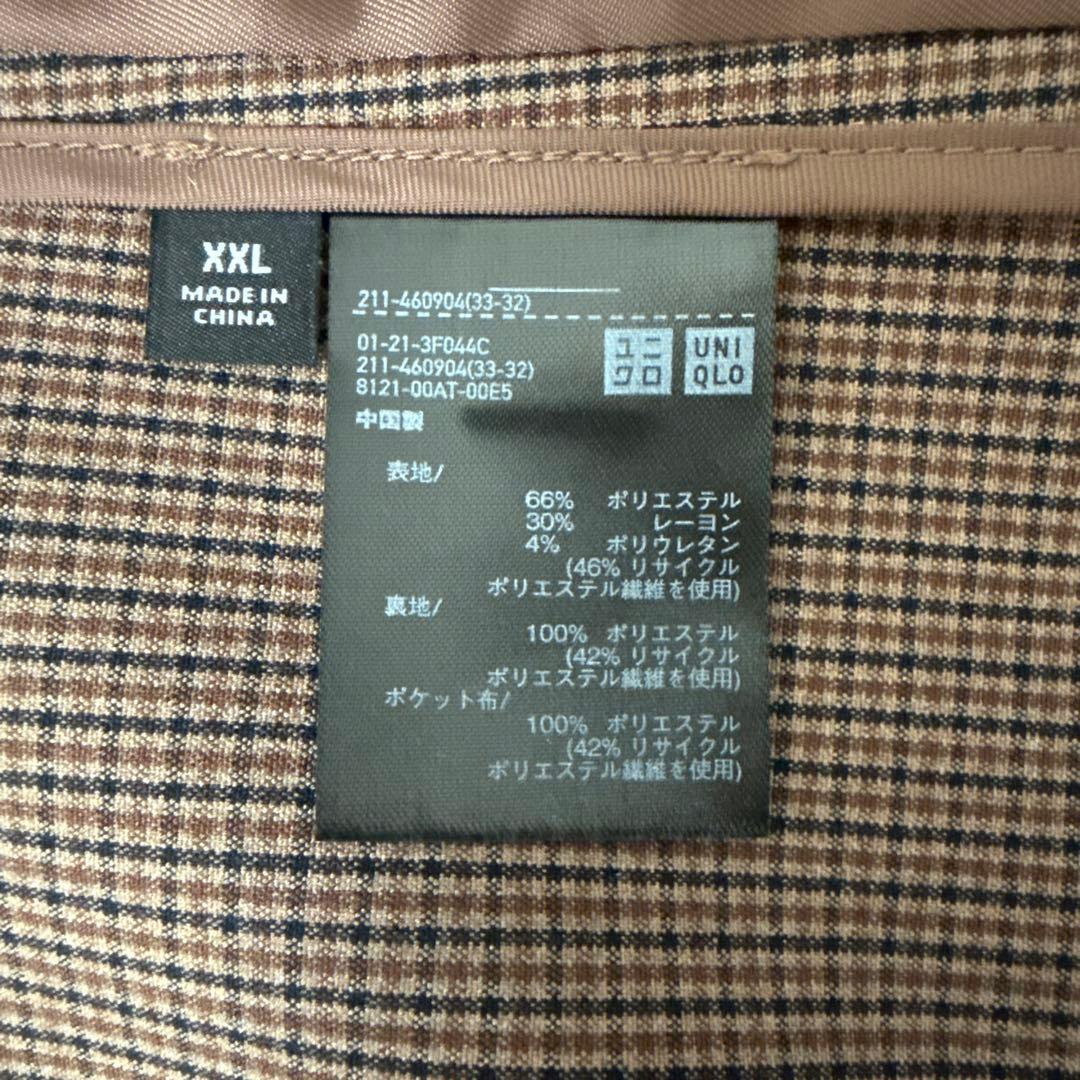 XXL
MADE IN
CHINA
211-460904(33-32)
01-21-3F044C
211-460904(33-32)
8121-00AT-00E5
ユニ
クロ
UNI
QLO
中国製
表地/
66% ポリエステル
30% レーヨン
4% ポリウレタン
(46% リサイクル
ポリエステル繊維を使用)
裏地/
100% ポリエステル
(42% リサイクル
ポリエステル繊維を使用)
ポケット布/
100% ポリエステル
(42% リサイクル
ポリエステル繊維を使用)